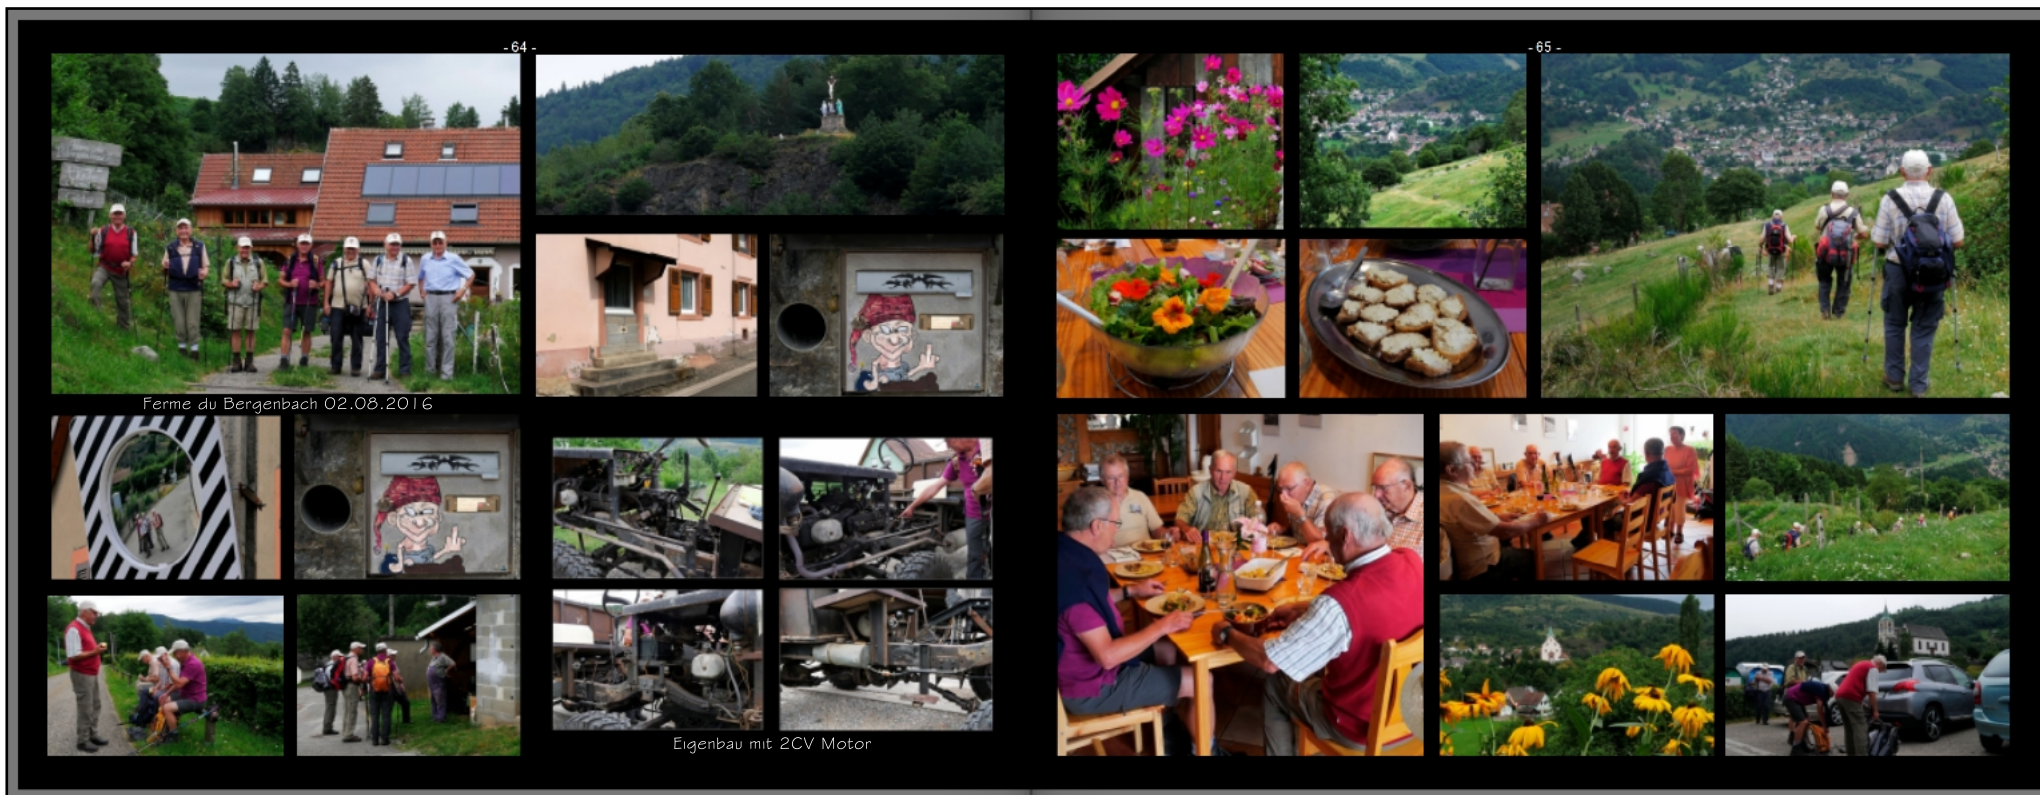 - 64 -
Ferme du Bergenbach 02.08.2016
Eigenbau mit 2CV Motor
- 65 -